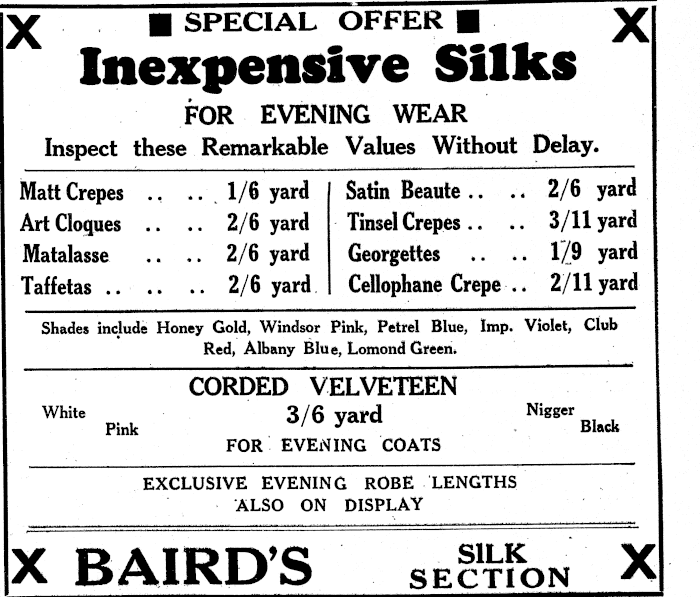 X ■ SPECIAL OFFER ■ X
Inexpensive Silks
FOR EVENING WEAR
Inspect these Remarkable Values Without Delay.
Matt Crepes .. .. 1/6 yard
Art Cloques .. .. 2/6 yard
Matalasse .. .. 2/6 yard
Taffetas .. .. .. 2/6 yard
Satin Beaute .. .. 2/6 yard
Tinsel Crepes .. .. 3/11 yard
Georgettes .. .. 1/9 yard
Cellophane Crepe .. 2/11 yard
Shades include Honey Gold, Windsor Pink, Petrel Blue, Imp. Violet, Club
Red, Albany Blue, Lomond Green.
CORDED VELVETEEN
White
Pink
3/6 yard
Nigger
Black
FOR EVENING COATS
EXCLUSIVE EVENING ROBE LENGTHS
ALSO ON DISPLAY
X BAIRD'S SILK X
SECTION